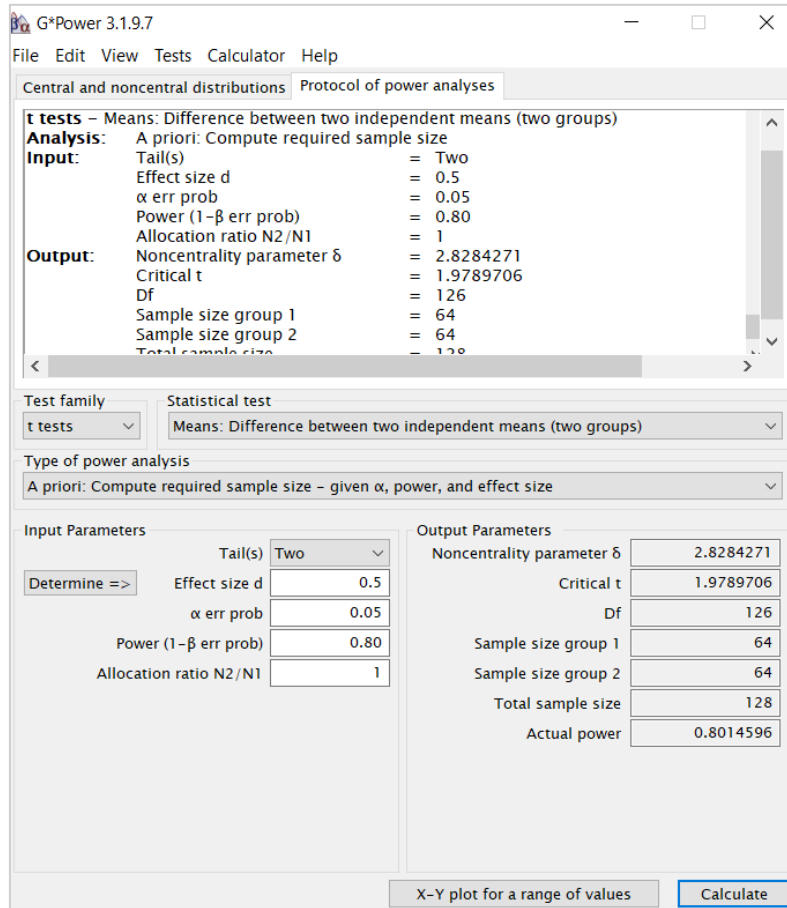 G*Power 3.1.9.7
File Edit View Tests Calculator Help
Central and noncentral distributions Protocol of power analyses
t tests – Means: Difference between two independent means (two groups)
Analysis: A priori: Compute required sample size
Input: Tail(s) = Two
Effect size d = 0.5
α err prob = 0.05
Power (1-β err prob) = 0.80
Allocation ratio N2/N1 = 1
Output: Noncentrality parameter δ = 2.8284271
Critical t = 1.9789706
Df = 126
Sample size group 1 = 64
Sample size group 2 = 64
Total sample size = 128
Test family Statistical test
t tests Means: Difference between two independent means (two groups)
Type of power analysis
A priori: Compute required sample size – given α, power, and effect size
Input Parameters Output Parameters
Tail(s) Two Noncentrality parameter δ 2.8284271
Determine => Effect size d 0.5 Critical t 1.9789706
α err prob 0.05 Df 126
Power (1-β err prob) 0.80 Sample size group 1 64
Allocation ratio N2/N1 1 Sample size group 2 64
Total sample size 128
Actual power 0.8014596
X-Y plot for a range of values Calculate